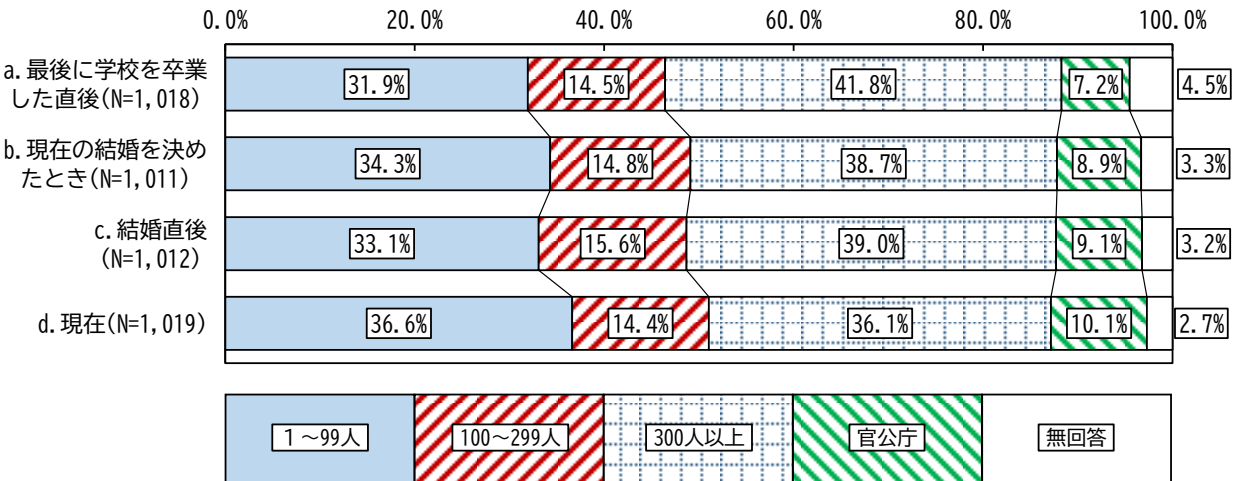 0.0% 20.0% 40.0% 60.0% 80.0% 100.0%
a.最後に学校を卒業
した直後(N=1,018)
31.9% 14.5% 41.8% 7.2% 4.5%
b.現在の結婚を決め
たとき(N=1,011)
34.3% 14.8% 38.7% 8.9% 3.3%
c.結婚直後
(N=1,012)
33.1% 15.6% 39.0% 9.1% 3.2%
d.現在(N=1,019)
36.6% 14.4% 36.1% 10.1% 2.7%
1~99人 100~299人 300人以上 官公庁 無回答